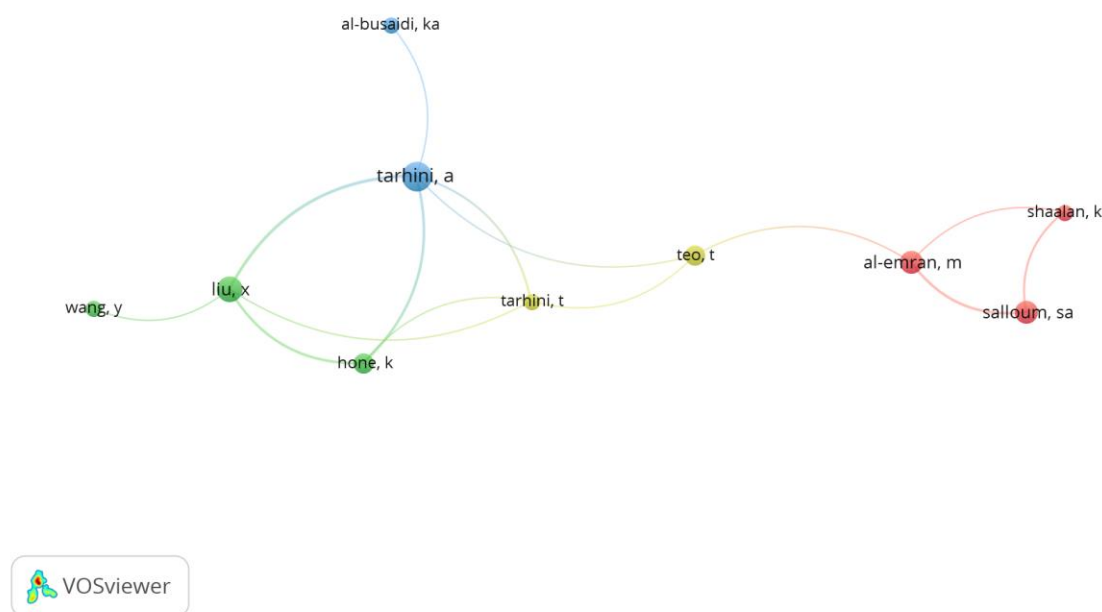 al-busaidi, ka
tarhini, a
shaalan, k
teo, t
al-emran, m
liu, x
tarhini, t
wang, y
salloum, sa
hone, k
VOSviewer